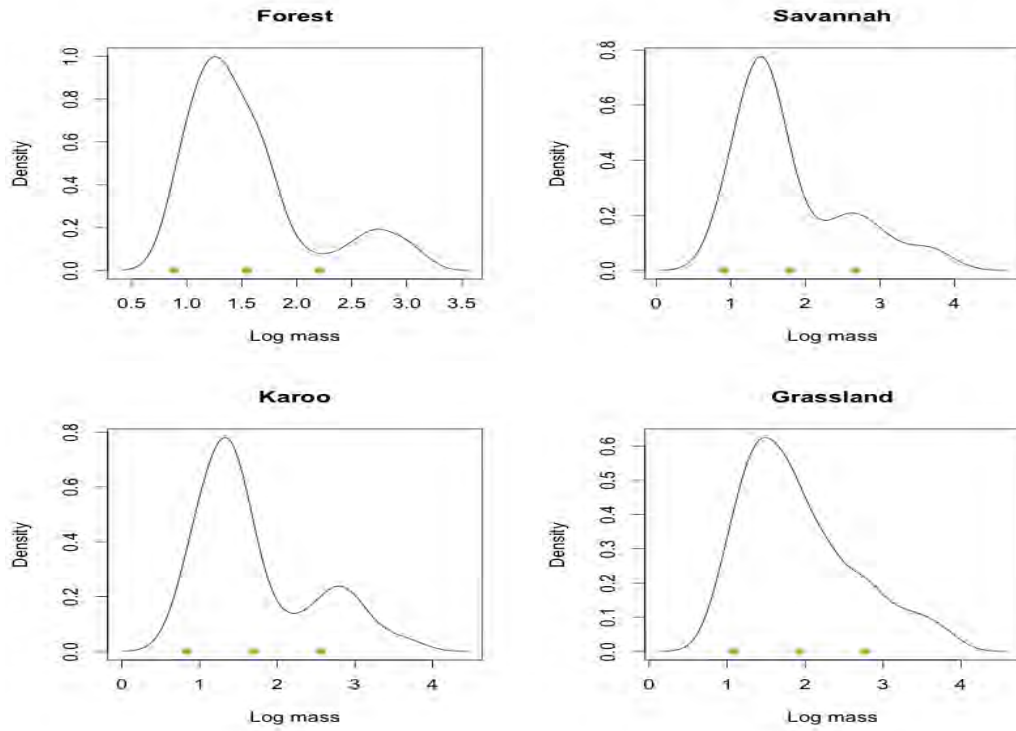 Forest
Density
0.0 0.2 0.4 0.6 0.8 1.0
0.5 1.0 1.5 2.0 2.5 3.0 3.5
Log mass
Savannah
Density
0.0 0.2 0.4 0.6 0.8
0 1 2 3 4
Log mass
Karoo
Density
0.0 0.2 0.4 0.6 0.8
0 1 2 3 4
Log mass
Grassland
Density
0.0 0.1 0.2 0.3 0.4 0.5 0.6
0 1 2 3 4
Log mass